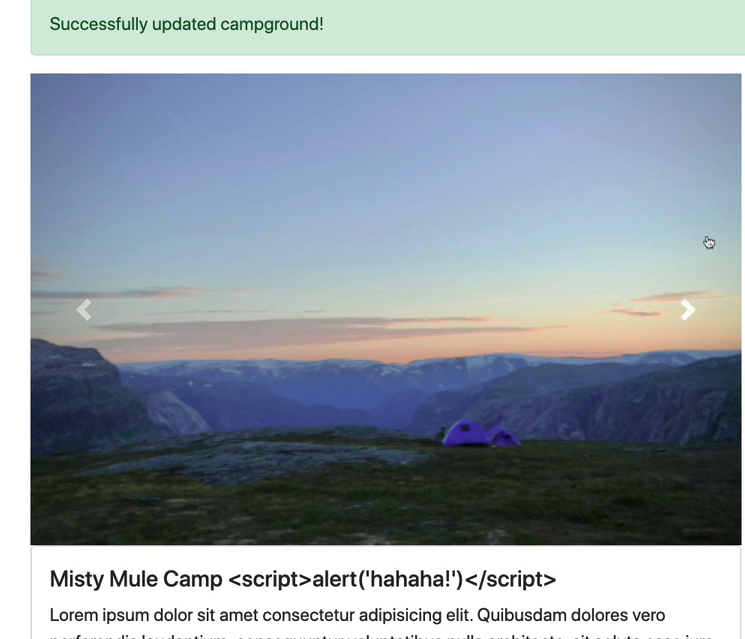 Successfully updated campground!
Misty Mule Camp <script>alert('hahaha!')</script>
Lorem ipsum dolor sit amet consectetur adipisicing elit. Quibusdam dolores vero